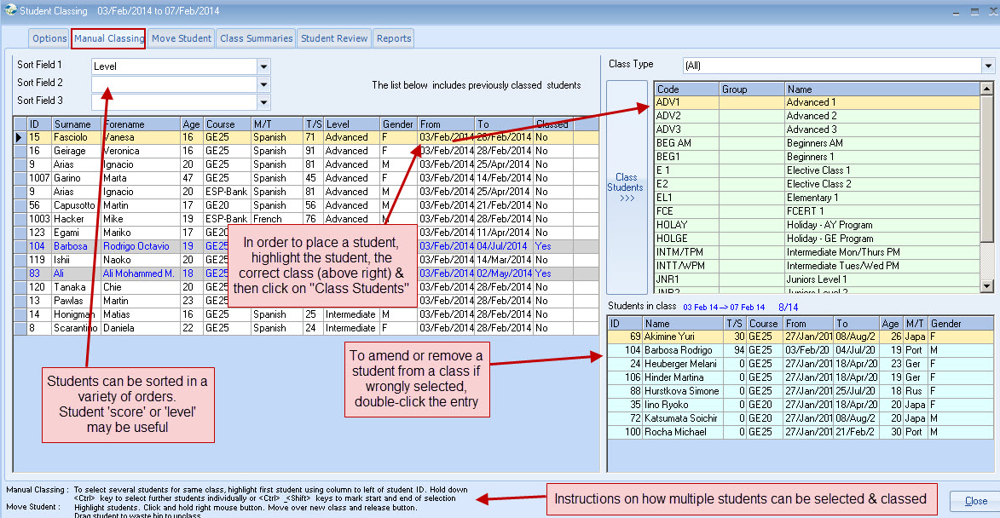 Student Classing 03/Feb/2014 to 07/Feb/2014
Options Manual Classing Move Student Class Summaries Student Review Reports
Sort Field 1 Level
Sort Field 2
Sort Field 3
The list below includes previously classed students
ID Surname Forename Age Course M/T T/S Level Gender From To Classed
15 Fasciolo Vanesa 16 GE25 Spanish 71 Advanced F 03/Feb/2014 28/Feb/2014 No
16 Geirage Veronica 16 GE25 Spanish 91 Advanced F 03/Feb/2014 28/Feb/2014 No
9 Arias Ignacio 20 GE25 Spanish 81 Advanced M 03/Feb/2014 25/Apr/2014 No
1007 Garino Marta 47 GE25 Spanish 45 Advanced F 03/Feb/2014 14/Feb/2014 No
9 Arias Ignacio 20 ESP-Bank Spanish 81 Advanced M 03/Feb/2014 25/Apr/2014 No
56 Capusotto Martin 17 GE20 Spanish 56 Advanced M 03/Feb/2014 21/Feb/2014 No
1003 Hacker Mike 19 ESP-Bank French 76 Advanced M 03/Feb/2014 28/Feb/2014 No
123 Egami Mariko 17 GE20 03/Feb/2014 11/Apr/2014 No
104 Barbosa Rodrigo Octavio 19 GE25 03/Feb/2014 04/Jul/2014 Yes
119 Ishii Naoko 20 GE25 03/Feb/2014 14/Mar/2014 No
83 Ali Ali Mohammed M. 18 GE25 03/Feb/2014 02/May/2014 Yes
120 Tanaka Chie 20 GE25 03/Feb/2014 28/Feb/2014 No
13 Pawlas Martin 23 GE25 03/Feb/2014 28/Feb/2014 No
14 Honigman Matias 16 GE25 Spanish 25 Intermediate M 03/Feb/2014 28/Feb/2014 No
8 Scarantino Daniela 22 GE25 Spanish 24 Intermediate F 03/Feb/2014 28/Feb/2014 No
In order to place a student,
highlight the student, the
correct class (above right) &
then click on "Class Students"
Students can be sorted in a
variety of orders.
Student 'score' or 'level'
may be useful
To amend or remove a
student from a class if
wrongly selected,
double-click the entry
Class Type (All)
Class
Students
>>>
Code Group Name
ADV1 Advanced 1
ADV2 Advanced 2
ADV3 Advanced 3
BEG AM Beginners AM
BEG1 Beginners 1
E 1 Elective Class 1
E2 Elective Class 2
EL1 Elementary 1
FCE FCERT 1
HOLAY Holiday - AY Program
HOLGE Holiday - GE Program
INTM/TPM Intermediate Mon/Thurs PM
INTT/WPM Intermediate Tues/Wed PM
JNR1 Juniors Level 1
JNR2 Juniors Level 2
Students in class 03 Feb 14 --> 07 Feb 14 8/14
ID Name T/S Course From To Age M/T Gender
69 Akimine Yuri 30 GE25 27/Jan/201 08/Aug/2 26 Japa F
104 Barbosa Rodrigo 94 GE25 03/Feb/20 04/Jul/20 19 Port M
24 Heuberger Melani 0 GE25 27/Jan/201 18/Apr/20 23 Ger F
106 Hinder Martina 0 GE25 27/Jan/201 18/Apr/20 19 Ger F
88 Hurstkova Simone 0 GE25 27/Jan/201 25/Jul/20 18 Rus F
35 Iino Ryoko 0 GE20 27/Jan/201 18/Apr/20 20 Japa F
72 Katsumata Soichir 0 GE20 27/Jan/201 08/Aug/2 20 Japa M
100 Rocha Michael 0 GE25 27/Jan/201 21/Feb/2 30 Port M
Manual Classing : To select several students for same class, highlight first student using column to left of student ID. Hold down
<Ctrl> key to select further students individually or <Ctrl> _<Shift> keys to mark start and end of selection
Move Student : Highlight students. Click and hold right mouse button. Move over new class and release button.
Drag student to waste bin to unclass
Instructions on how multiple students can be selected & classed
Close